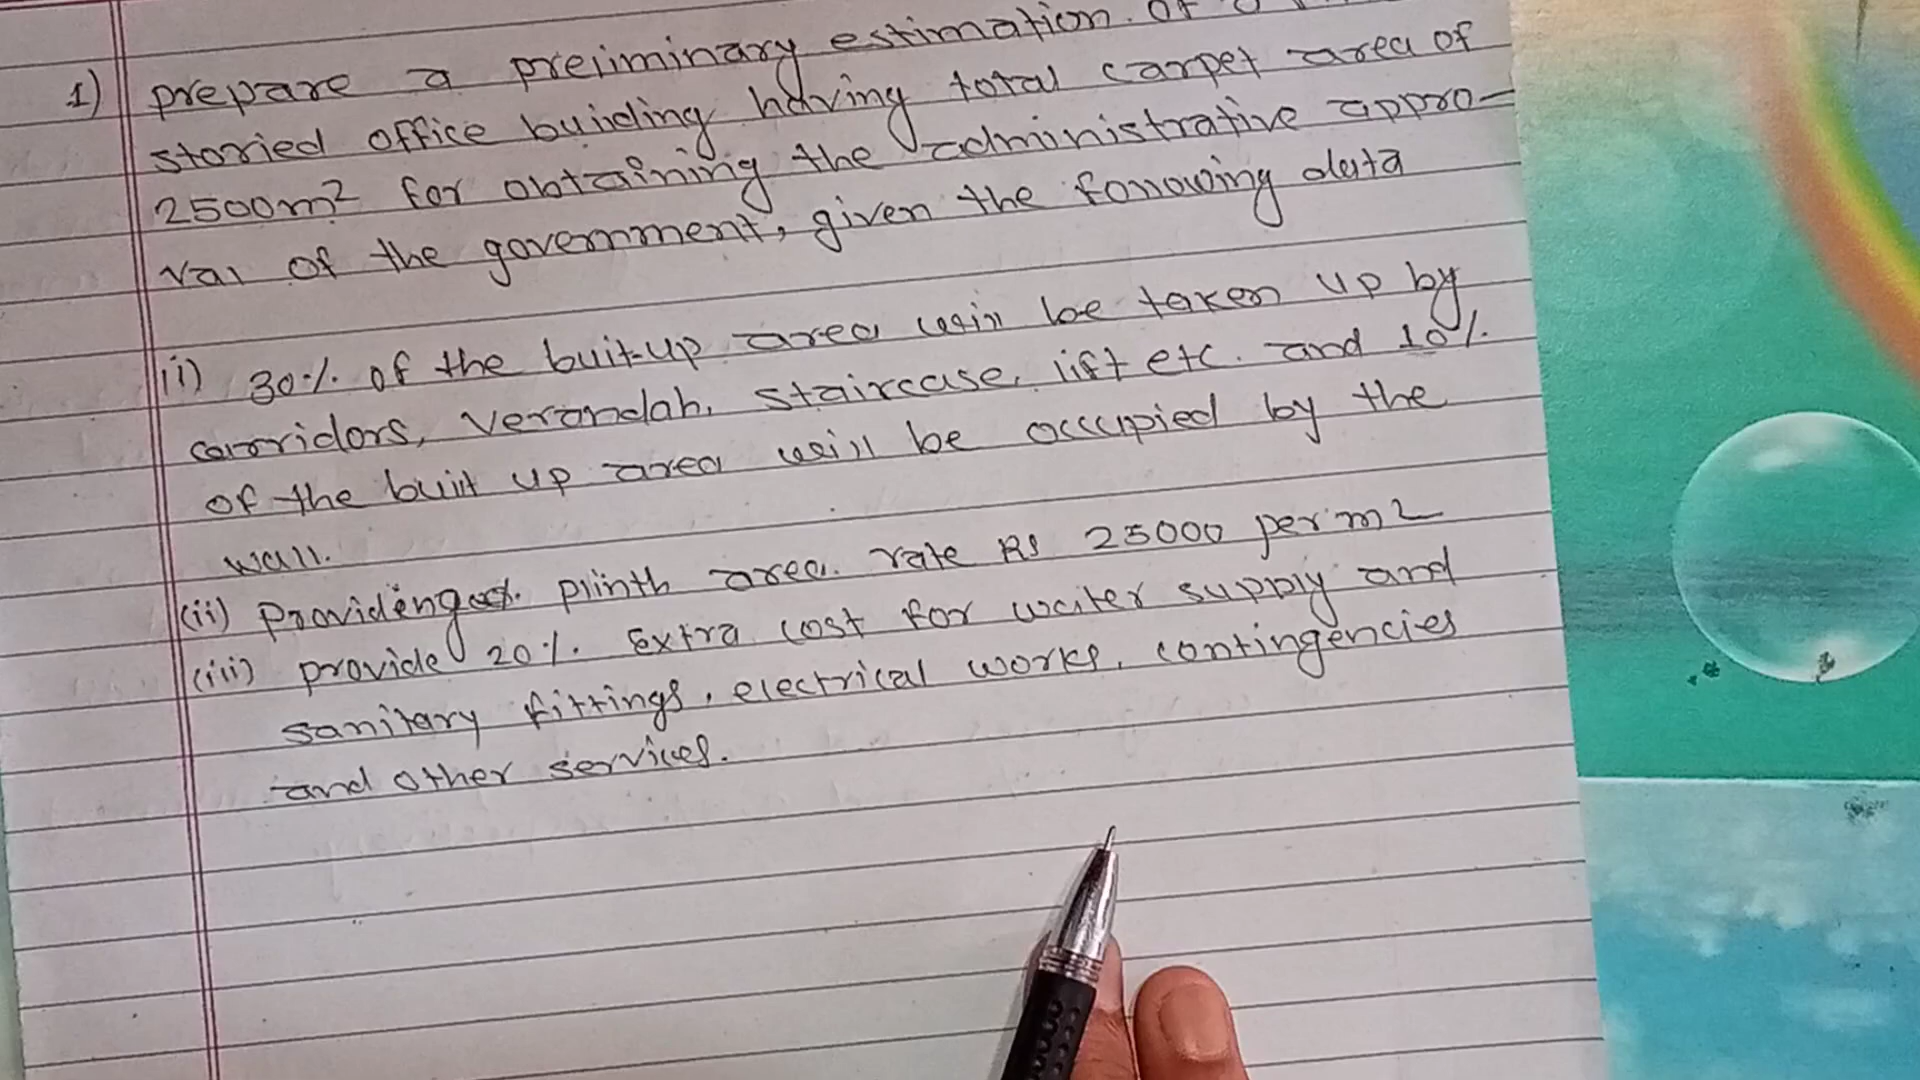 1) prepare a preliminary estimation of
storied office building having total carpet area of
2500m² for obtaining the administrative appro-
val of the government, given the following data
(i) 30% of the buit-up area will be taken up by
corridors, verandah, staircase, lift etc. and 10%
of the built up area will be occupied by the
wall.
(ii) Providing plinth area rate Rs 25000 per m2
(iii) provide 20% Extra cost for water supply and
sanitary fittings, electrical works, contingencies
and other services.